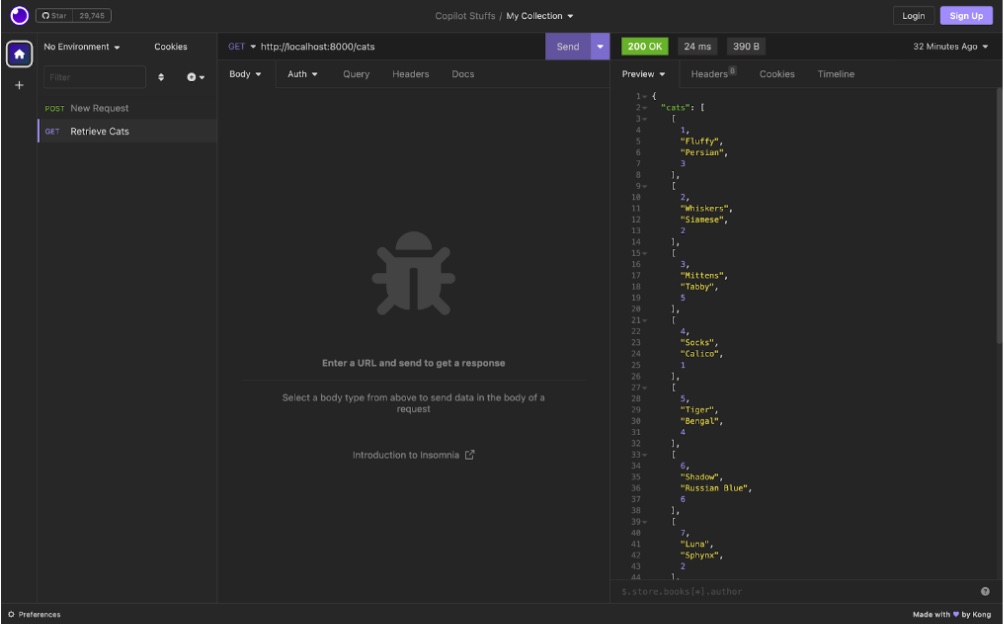 Star 29,745
Copilot Stuffs / My Collection
Login
Sign Up
No Environment
Cookies
Filter
POST New Request
GET Retrieve Cats
GET http://localhost:8000/cats
Send
Body
Auth
Query
Headers
Docs
Enter a URL and send to get a response
Select a body type from above to send data in the body of a
request
Introduction to Insomnia
200 OK
24 ms
390 B
32 Minutes Ago
Preview
Headers 8
Cookies
Timeline
1 {
2 "cats": [
3 [
4 1,
5 "Fluffy",
6 "Persian",
7 3
8 ],
9 [
10 2,
11 "Whiskers",
12 "Siamese",
13 2
14 ],
15 [
16 3,
17 "Mittens",
18 "Tabby",
19 5
20 ],
21 [
22 4,
23 "Socks",
24 "Calico",
25 1
26 ],
27 [
28 5,
29 "Tiger",
30 "Bengal",
31 4
32 ],
33 [
34 6,
35 "Shadow",
36 "Russian Blue",
37 6
38 ],
39 [
40 7,
41 "Luna",
42 "Sphynx",
43 2
44 ],
$.store.books[*].author
Preferences
Made with ♥ by Kong